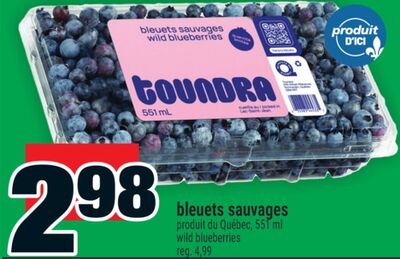 bleuets sauvages
wild blueberries
toundra
551 mL
produit
D'ICI
2.98
bleuets sauvages
produit du Québec, 551 ml
wild blueberries
reg. 4,99